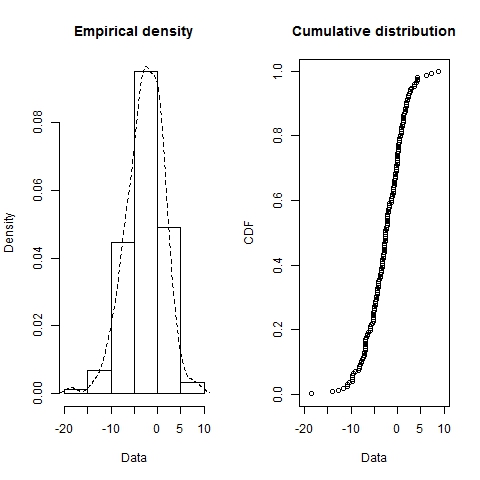 Empirical density
Density
0.00 0.02 0.04 0.06 0.08
-20 -10 0 5 10
Data
Cumulative distribution
CDF
0.0 0.2 0.4 0.6 0.8 1.0
-20 -10 0 5 10
Data